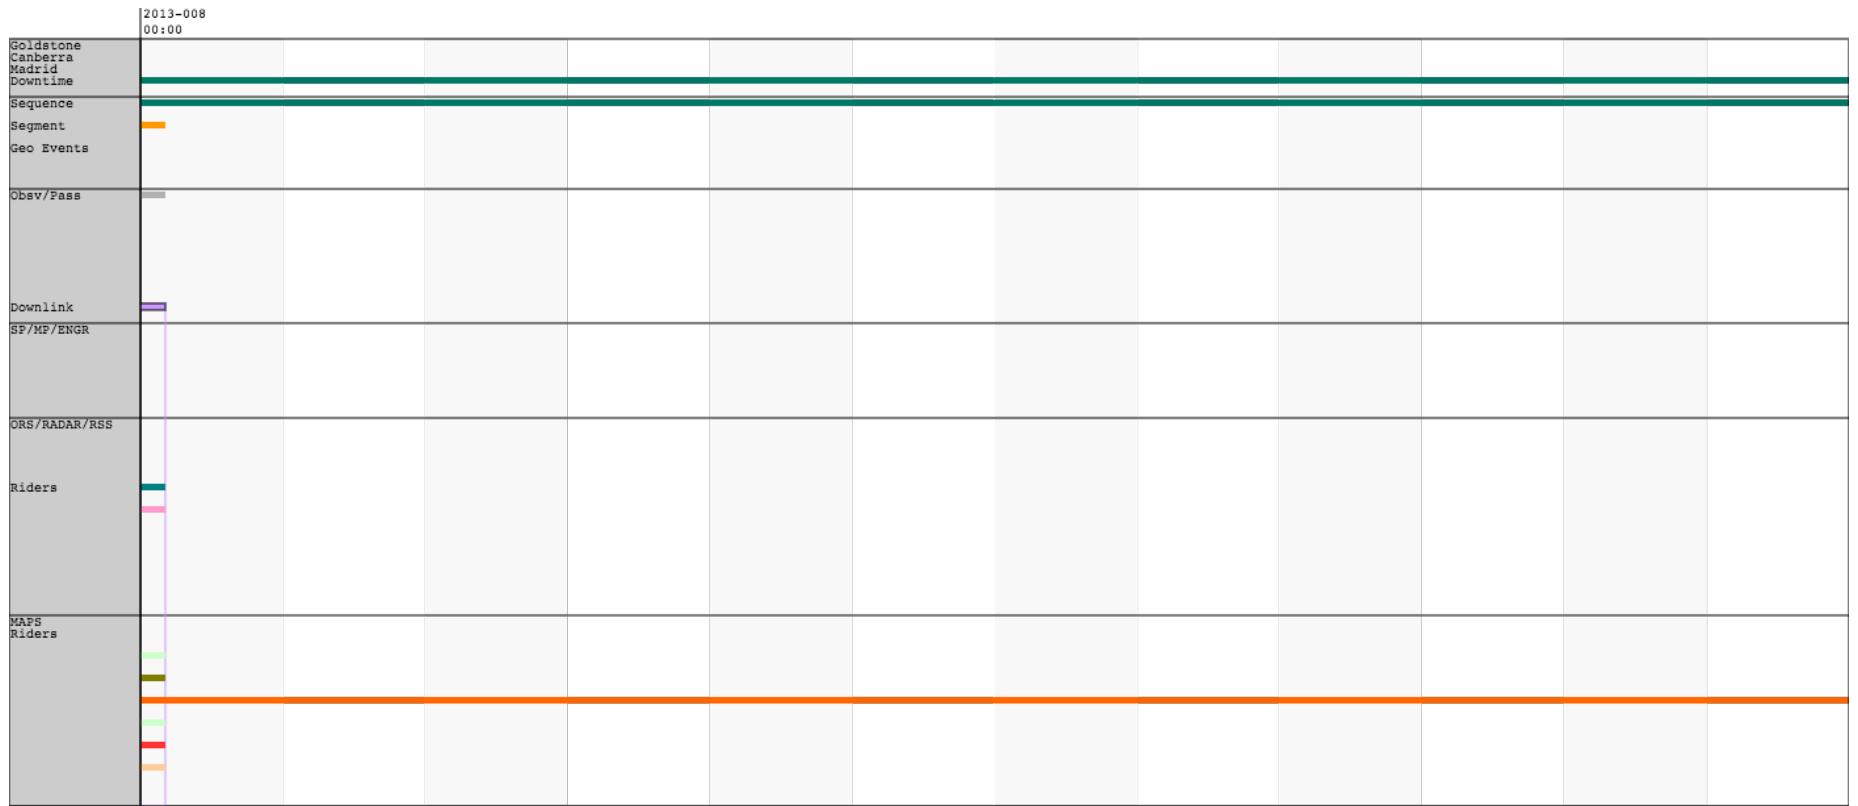 2013-008
00:00
Goldstone
Canberra
Madrid
Downtime
Sequence
Segment
Geo Events
Obsv/Pass
Downlink
SP/MP/ENGR
ORS/RADAR/RSS
Riders
MAPS
Riders